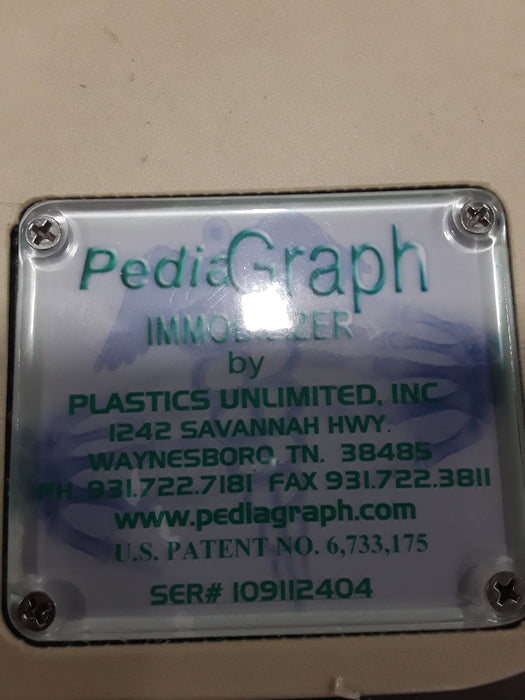 PediaGraph
IMMOBILIZER
by
PLASTICS UNLIMITED, INC.
1242 SAVANNAH HWY.
WAYNESBORO, TN. 38485
PH. 931.722.7181 FAX 931.722.3811
www.pediagraph.com
U.S. PATENT NO. 6,733,175
SER# 109112404